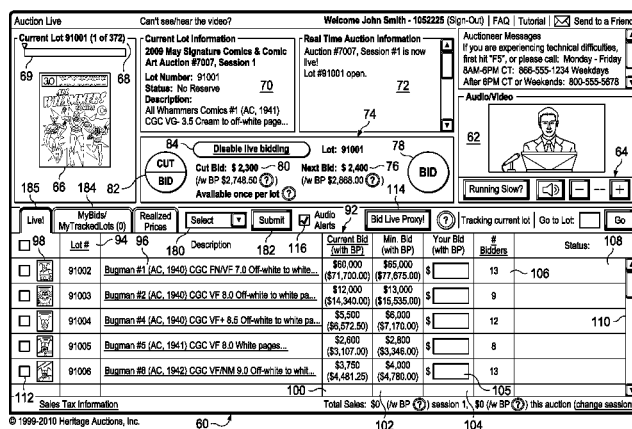 Auction Live Can't see/hear the video? Welcome John Smith - 1052225 (Sign-Out) | FAQ | Tutorial | Send to a Friend
Current Lot 91001 (1 of 372)
69 68
3.0
WHAMMERS
COMICS
66
Current Lot Information
2009 May Signature Comics & Comic
Art Auction #7007, Session 1
Lot Number: 91001
Status: No Reserve
Description:
All Whammers Comics #1 (AC, 1941)
CGC VG- 3.5 Cream to off-white page...
70
Real Time Auction Information
Auction #7007, Session #1 is now
live!
Lot #91001 open.
72
74
Auctioneer Messages
If you are experiencing technical difficulties,
first hit "F5", or please call: Monday - Friday
8AM-6PM CT: 866-555-1234 Weekdays
After 6PM CT or Weekends: 800-555-5678
Audio/Video
62
64
Running Slow? - -- +
84 Disable live bidding Lot: 91001 78
CUT
BID
82
Cut Bid: $ 2,300 80 Next Bid: $ 2,400 76
(/w BP $2,748.50 ?) (/w BP $2,868.00 ?)
Available once per lot ?
BID
185 184 114
Live! MyBids/
MyTrackedLots (0) Realized
Prices Select Submit Audio
Alerts 92 Bid Live Proxy! ? Tracking current lot Go to Lot: Go
180 182 116
98 Lot # 94 96 Description Current Bid
(with BP) Min. Bid
(with BP) Your Bid
(with BP) #
Bidders Status: 108
91002 Bugman #1 (AC, 1940) CGC FN/VF 7.0 Off-white to white... $60,000
($71,700.00) $65,000
($77,675.00) $ 13 106
91003 Bugman #2 (AC, 1940) CGC VF 8.0 Off-white to white pa... $12,000
($14,340.00) $13,000
($15,535.00) $ 9
91004 Bugman #4 (AC, 1940) CGC VF+ 8.5 Off-white to white pa... $5,500
($6,572.50) $6,000
($7,170.00) $ 12 110
91005 Bugman #5 (AC, 1941) CGC VF 8.0 White pages... $2,600
($3,107.00) $2,800
($3,346.00) $ 8
91006 Bugman #8 (AC, 1942) CGC VF/NM 9.0 Off-white to whit... $3,750
($4,481.25) $4,000
($4,780.00) $ 13
112 100 105
Sales Tax Information Total Sales: $0 (/w BP ?) session 1, $0 (/w BP ?) this auction (change session
© 1999-2010 Heritage Auctions, Inc. 60 102 104